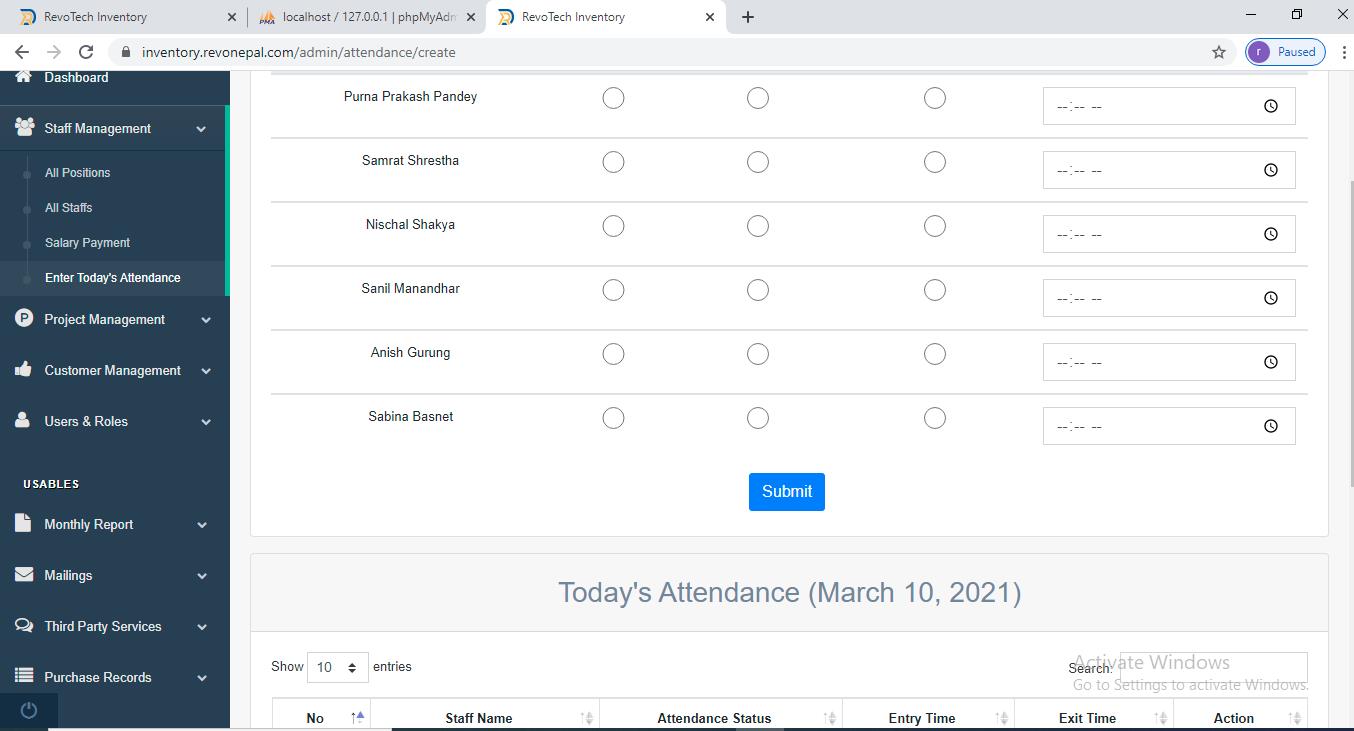 RevoTech Inventory
localhost / 127.0.0.1 | phpMyAdm
RevoTech Inventory
inventory.revonepal.com/admin/attendance/create
r Paused
Dashboard
Staff Management
All Positions
All Staffs
Salary Payment
Enter Today's Attendance
P Project Management
Customer Management
Users & Roles
USABLES
Monthly Report
Mailings
Third Party Services
Purchase Records
Purna Prakash Pandey --:-- --
Samrat Shrestha --:-- --
Nischal Shakya --:-- --
Sanil Manandhar --:-- --
Anish Gurung --:-- --
Sabina Basnet --:-- --
Submit
Today's Attendance (March 10, 2021)
Show 10 entries
Search:
Activate Windows
Go to Settings to activate Windows.
No Staff Name Attendance Status Entry Time Exit Time Action